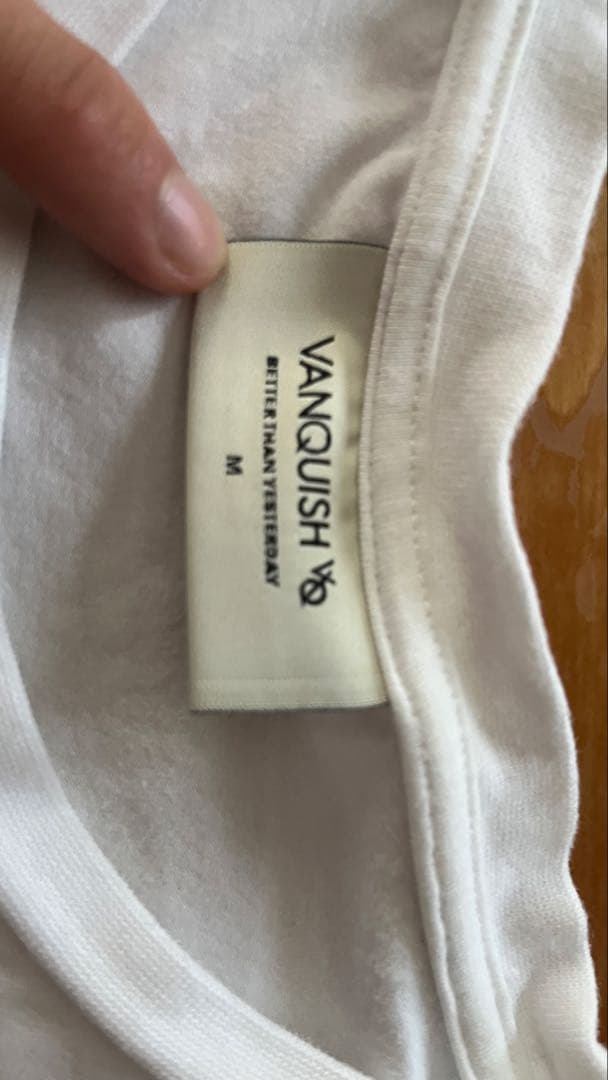 VANQUISH VQ
BETTER THAN YESTERDAY
M